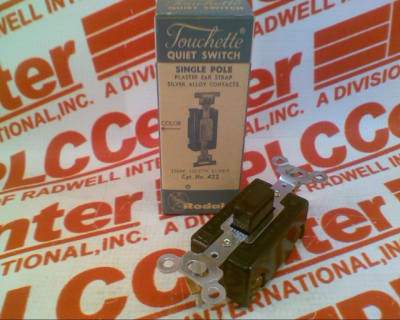 Touchette
QUIET SWITCH
SINGLE POLE
PLASTER EAR STRAP
SILVER ALLOY CONTACTS
COLOR
Cat. No. 422
Rodale
PLCCenter
A DIVISION OF RADWELL INTERNATIONAL, INC.